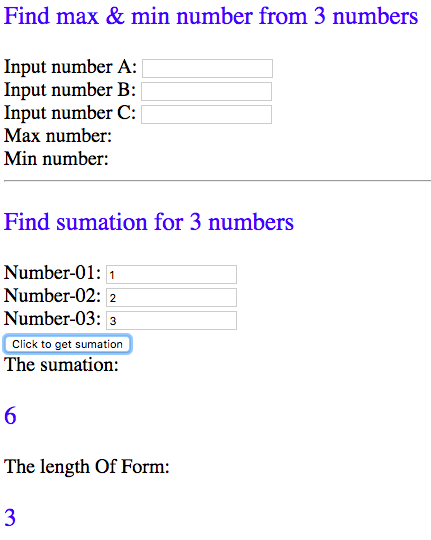 Find max & min number from 3 numbers
Input number A:
Input number B:
Input number C:
Max number:
Min number:
Find sumation for 3 numbers
Number-01: 1
Number-02: 2
Number-03: 3
Click to get sumation
The sumation:
6
The length Of Form:
3